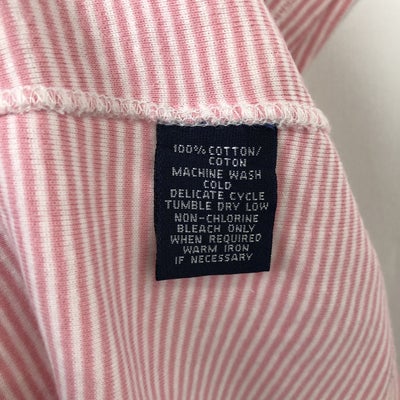 100% COTTON/
COTON
MACHINE WASH
COLD
DELICATE CYCLE
TUMBLE DRY LOW
NON-CHLORINE
BLEACH ONLY
WHEN REQUIRED
WARM IRON
IF NECESSARY